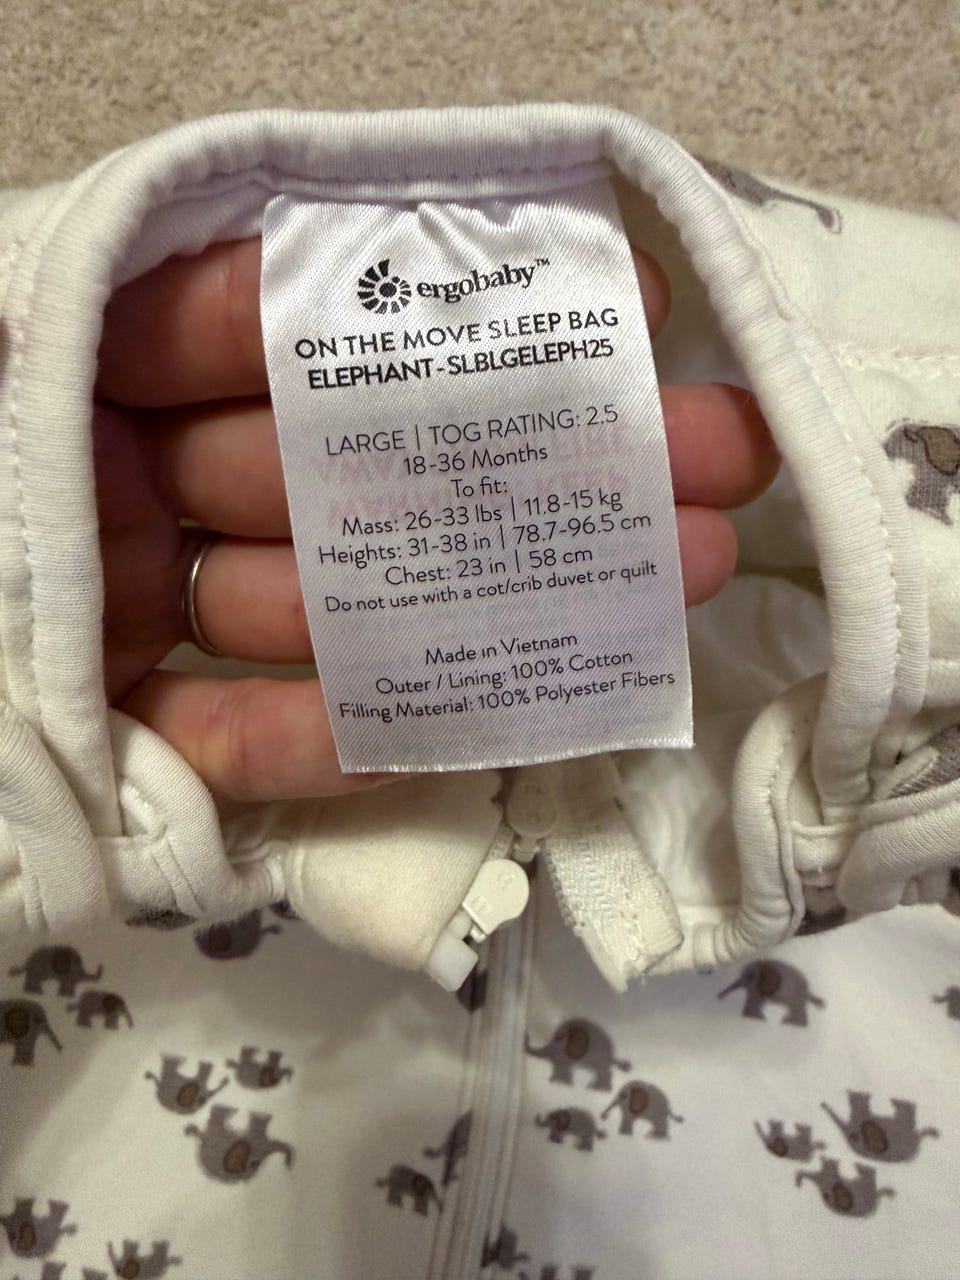 ergobaby™
ON THE MOVE SLEEP BAG
ELEPHANT - SLBLGELEPH25
LARGE | TOG RATING: 2.5
18-36 Months
To fit:
Mass: 26-33 lbs | 11.8-15 kg
Heights: 31-38 in | 78.7-96.5 cm
Chest: 23 in | 58 cm
Do not use with a cot/crib duvet or quilt
Made in Vietnam
Outer / Lining: 100% Cotton
Filling Material: 100% Polyester Fibers